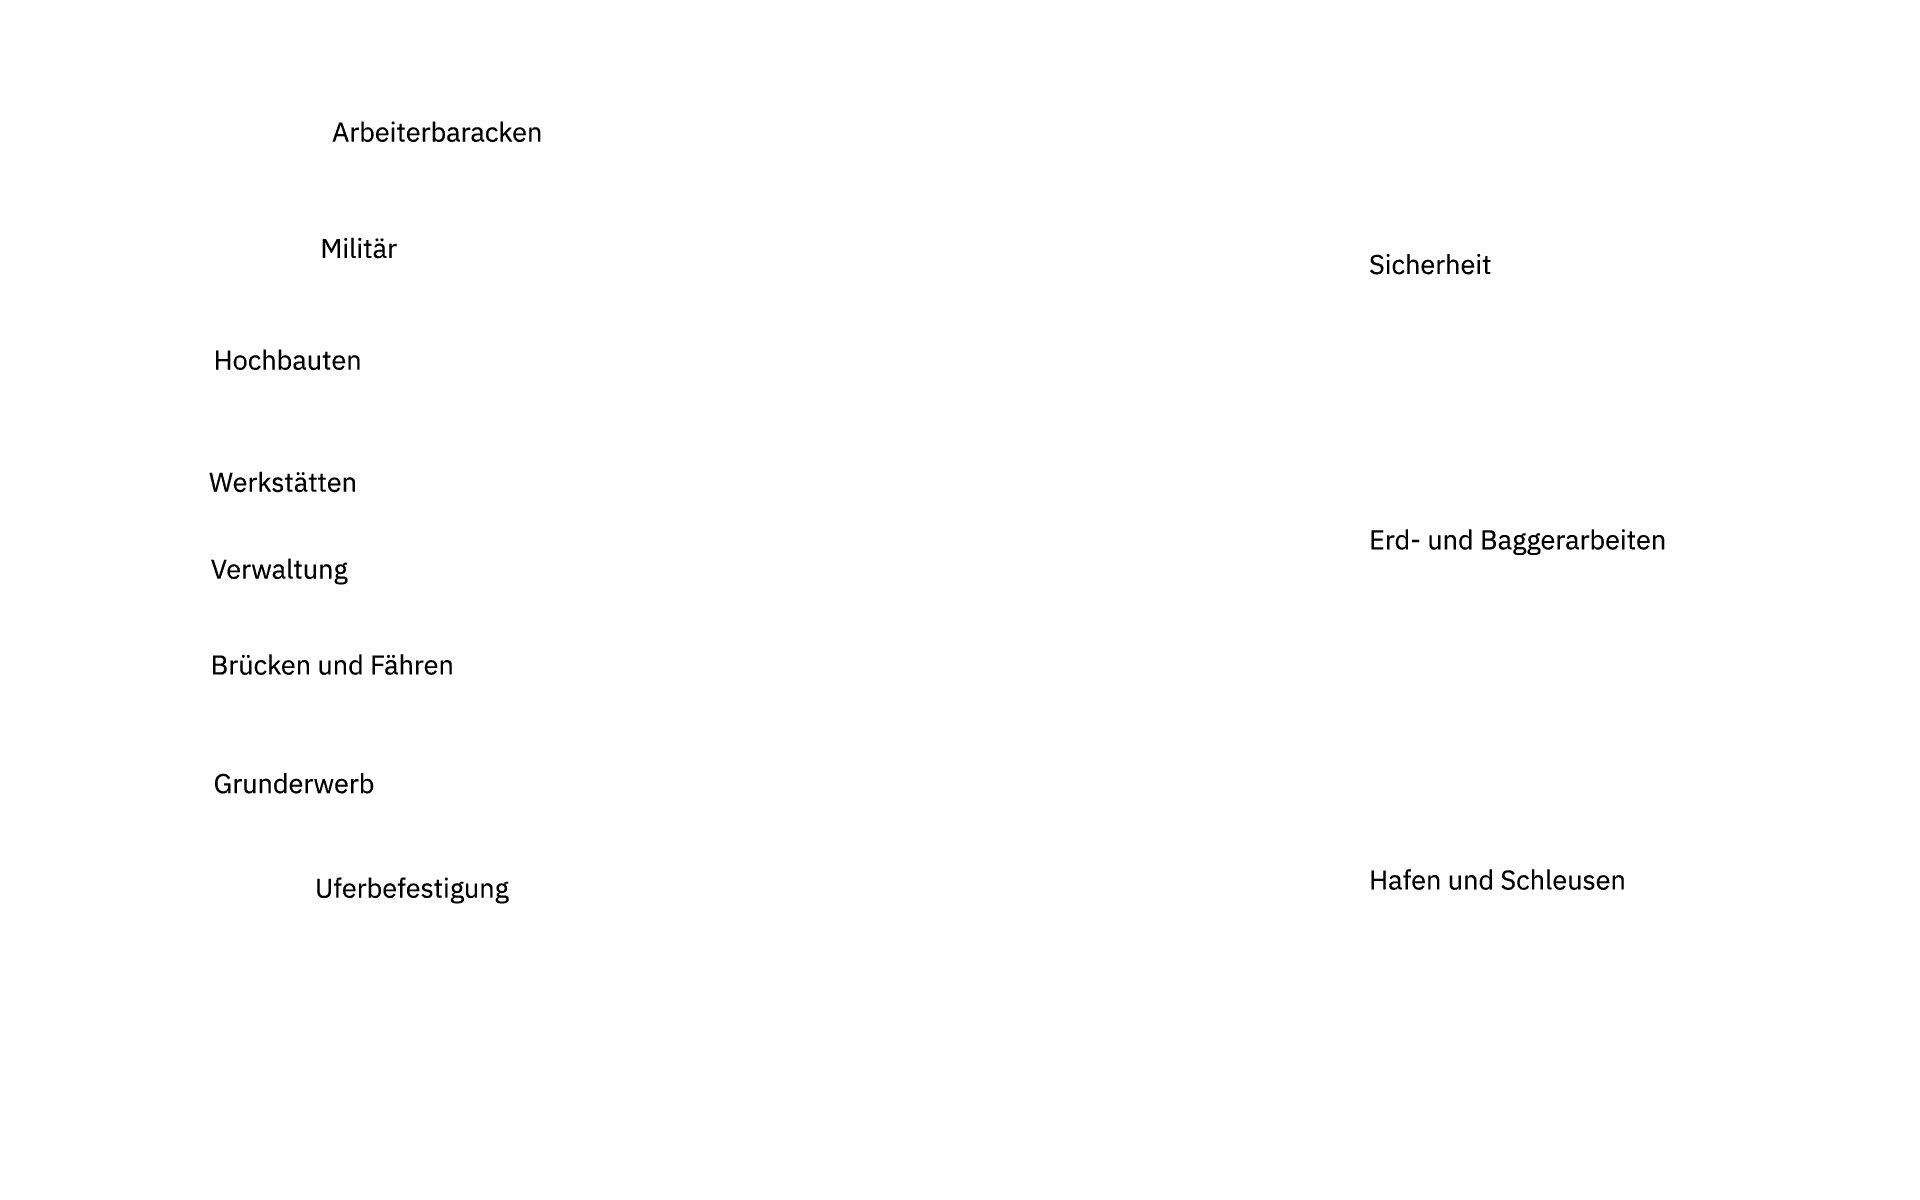 Arbeiterbaracken
Militär
Hochbauten
Werkstätten
Verwaltung
Brücken und Fähren
Grunderwerb
Uferbefestigung
Sicherheit
Erd- und Baggerarbeiten
Hafen und Schleusen